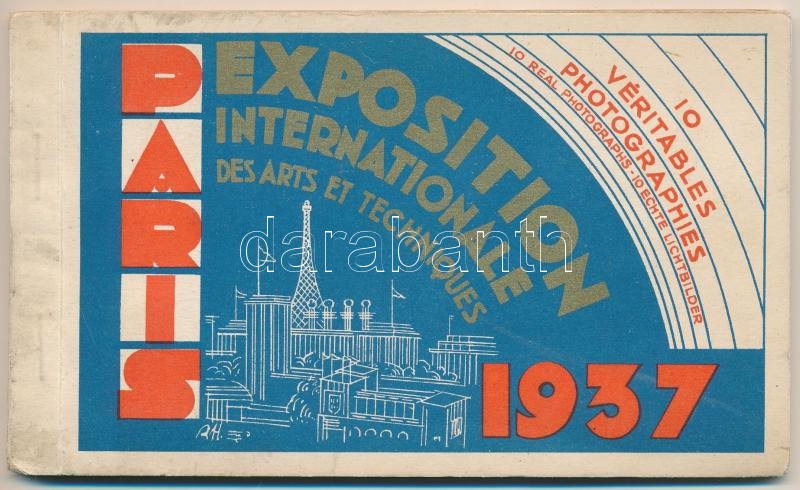 PARIS
EXPOSITION
INTERNATIONALE
DES ARTS ET TECHNIQUES
10
VÉRITABLES
PHOTOGRAPHIES
10 REAL PHOTOGRAPHS - 10 ECHTE LICHTBILDER
1937
darabanth